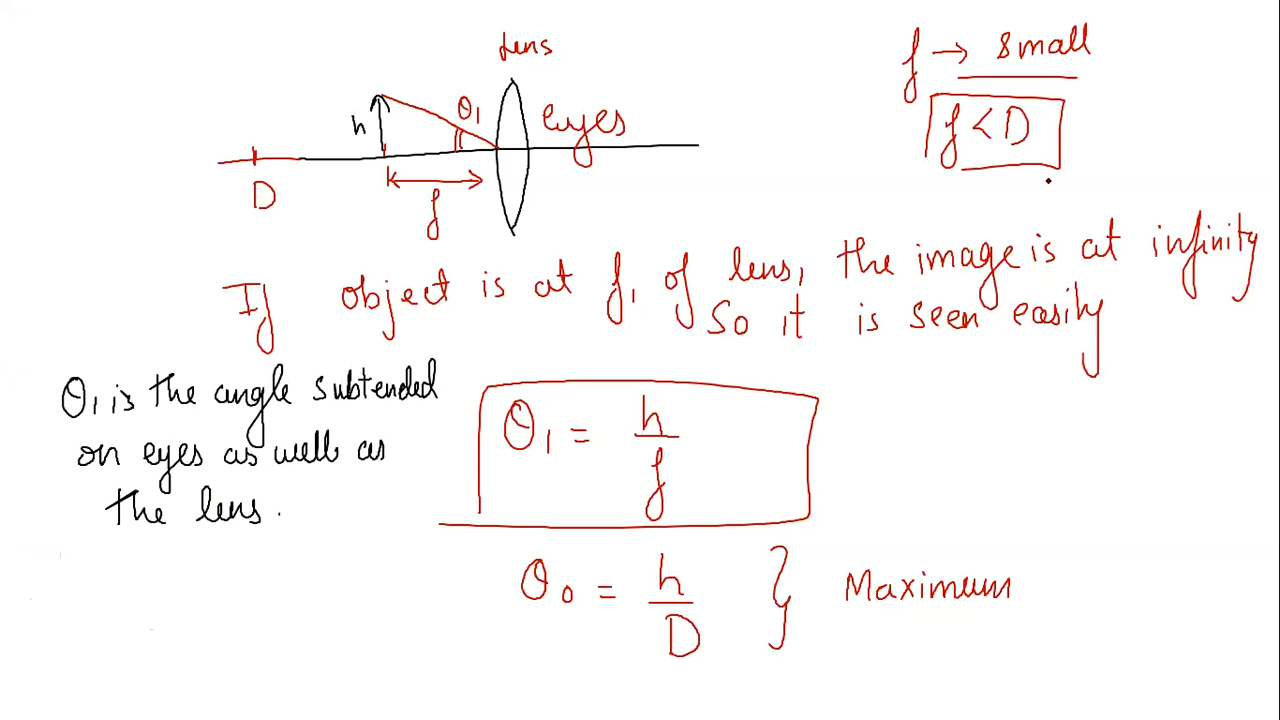 Lens
f → small
h
θ₁
eyes
f < D
D
f
If object is at f₁ of lens, the image is at infinity
So it is seen easily
θ₁ is the angle subtended
on eyes as well as
the lens.
θ₁ = h/f
θ₀ = h/D } Maximum